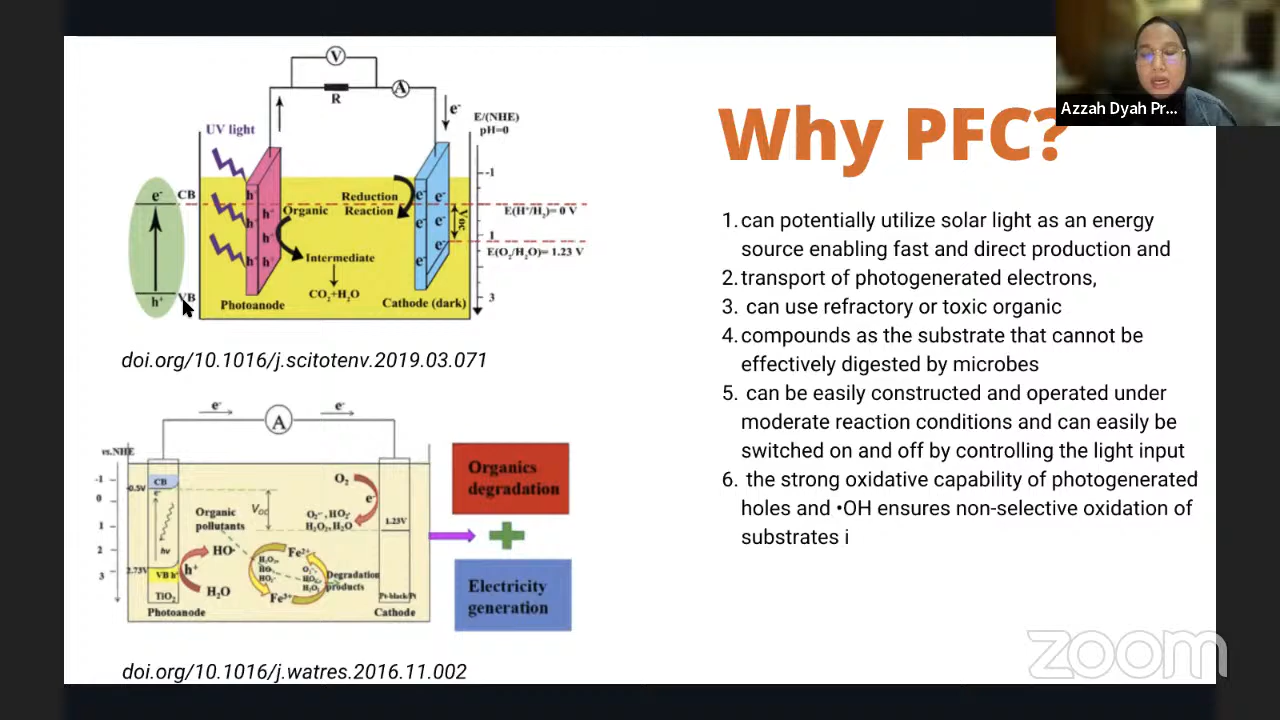 V
R
A
e-
E/(NHE)
pH=0
UV light
-1
e- CB
h+ e- e-
Reduction
Organic Reaction
E(H+/H2)= 0 V
h+ h+ e- e-
1
h+ e-
E(O2/H2O)= 1.23 V
h+ e-
Intermediate
CO2+H2O
h+ VB
3
Photoanode
Cathode (dark)
doi.org/10.1016/j.scitotenv.2019.03.071
e- A e-
vs.NHE
-1
CB
-0.5V
e-
0
VOC
O2
e-
Organic
pollutants
O2•-, HO2•
H2O2, H2O
1.23V
1
hv
2
HO•
Fe2+
2.73V
VB h+
h+
3
Degradation
products
H2O
Fe3+
TiO2
Pt-black/Pt
Photoanode
Cathode
Organics
degradation
Electricity
generation
doi.org/10.1016/j.watres.2016.11.002
Why PFC?
Azzah Dyah Pr...
1. can potentially utilize solar light as an energy
source enabling fast and direct production and
2. transport of photogenerated electrons,
3. can use refractory or toxic organic
4. compounds as the substrate that cannot be
effectively digested by microbes
5. can be easily constructed and operated under
moderate reaction conditions and can easily be
switched on and off by controlling the light input
6. the strong oxidative capability of photogenerated
holes and •OH ensures non-selective oxidation of
substrates i
zoom